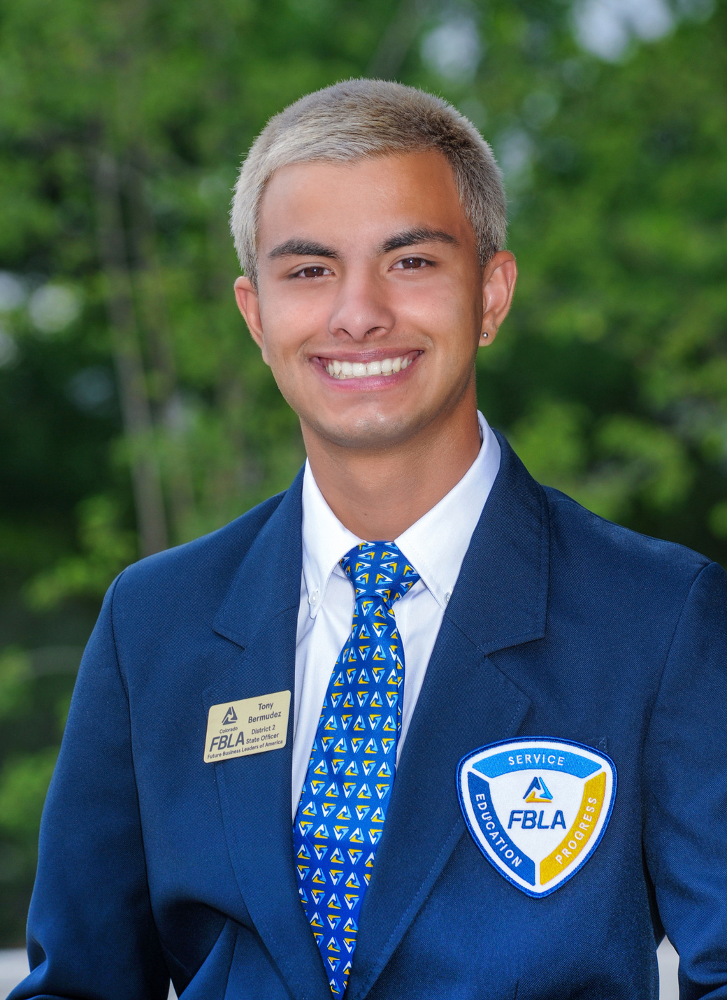 Tony
Bermudez
Colorado
FBLA
District 2
State Officer
Future Business Leaders of America
SERVICE
EDUCATION
PROGRESS
FBLA